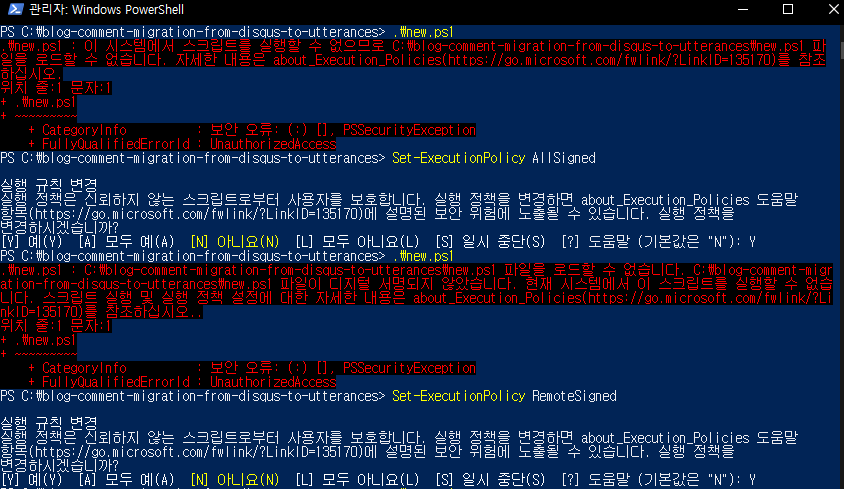 관리자: Windows PowerShell
PS C:\blog-comment-migration-from-disqus-to-utterances> .\new.ps1
.\new.ps1 : 이 시스템에서 스크립트를 실행할 수 없으므로 C:\blog-comment-migration-from-disqus-to-utterances\new.ps1 파
일을 로드할 수 없습니다. 자세한 내용은 about_Execution_Policies(https://go.microsoft.com/fwlink/?LinkID=135170)를 참조
하십시오.
위치 줄:1 문자:1
+ .\new.ps1
+ ~~~~~~~~~
    + CategoryInfo          : 보안 오류: (:) [], PSSecurityException
    + FullyQualifiedErrorId : UnauthorizedAccess
PS C:\blog-comment-migration-from-disqus-to-utterances> Set-ExecutionPolicy AllSigned
실행 규칙 변경
실행 정책은 신뢰하지 않는 스크립트로부터 사용자를 보호합니다. 실행 정책을 변경하면 about_Execution_Policies 도움말
항목(https://go.microsoft.com/fwlink/?LinkID=135170)에 설명된 보안 위험에 노출될 수 있습니다. 실행 정책을
변경하시겠습니까?
[Y] 예(Y)  [A] 모두 예(A)  [N] 아니요(N)  [L] 모두 아니요(L)  [S] 일시 중단(S)  [?] 도움말 (기본값은 "N"): Y
PS C:\blog-comment-migration-from-disqus-to-utterances> .\new.ps1
.\new.ps1 : C:\blog-comment-migration-from-disqus-to-utterances\new.ps1 파일을 로드할 수 없습니다. C:\blog-comment-migr
ation-from-disqus-to-utterances\new.ps1 파일이 디지털 서명되지 않았습니다. 현재 시스템에서 이 스크립트를 실행할 수 없습
니다. 스크립트 실행 및 실행 정책 설정에 대한 자세한 내용은 about_Execution_Policies(https://go.microsoft.com/fwlink/?Li
nkID=135170)를 참조하십시오..
위치 줄:1 문자:1
+ .\new.ps1
+ ~~~~~~~~~
    + CategoryInfo          : 보안 오류: (:) [], PSSecurityException
    + FullyQualifiedErrorId : UnauthorizedAccess
PS C:\blog-comment-migration-from-disqus-to-utterances> Set-ExecutionPolicy RemoteSigned
실행 규칙 변경
실행 정책은 신뢰하지 않는 스크립트로부터 사용자를 보호합니다. 실행 정책을 변경하면 about_Execution_Policies 도움말
항목(https://go.microsoft.com/fwlink/?LinkID=135170)에 설명된 보안 위험에 노출될 수 있습니다. 실행 정책을
변경하시겠습니까?
[Y] 예(Y)  [A] 모두 예(A)  [N] 아니요(N)  [L] 모두 아니요(L)  [S] 일시 중단(S)  [?] 도움말 (기본값은 "N"): Y